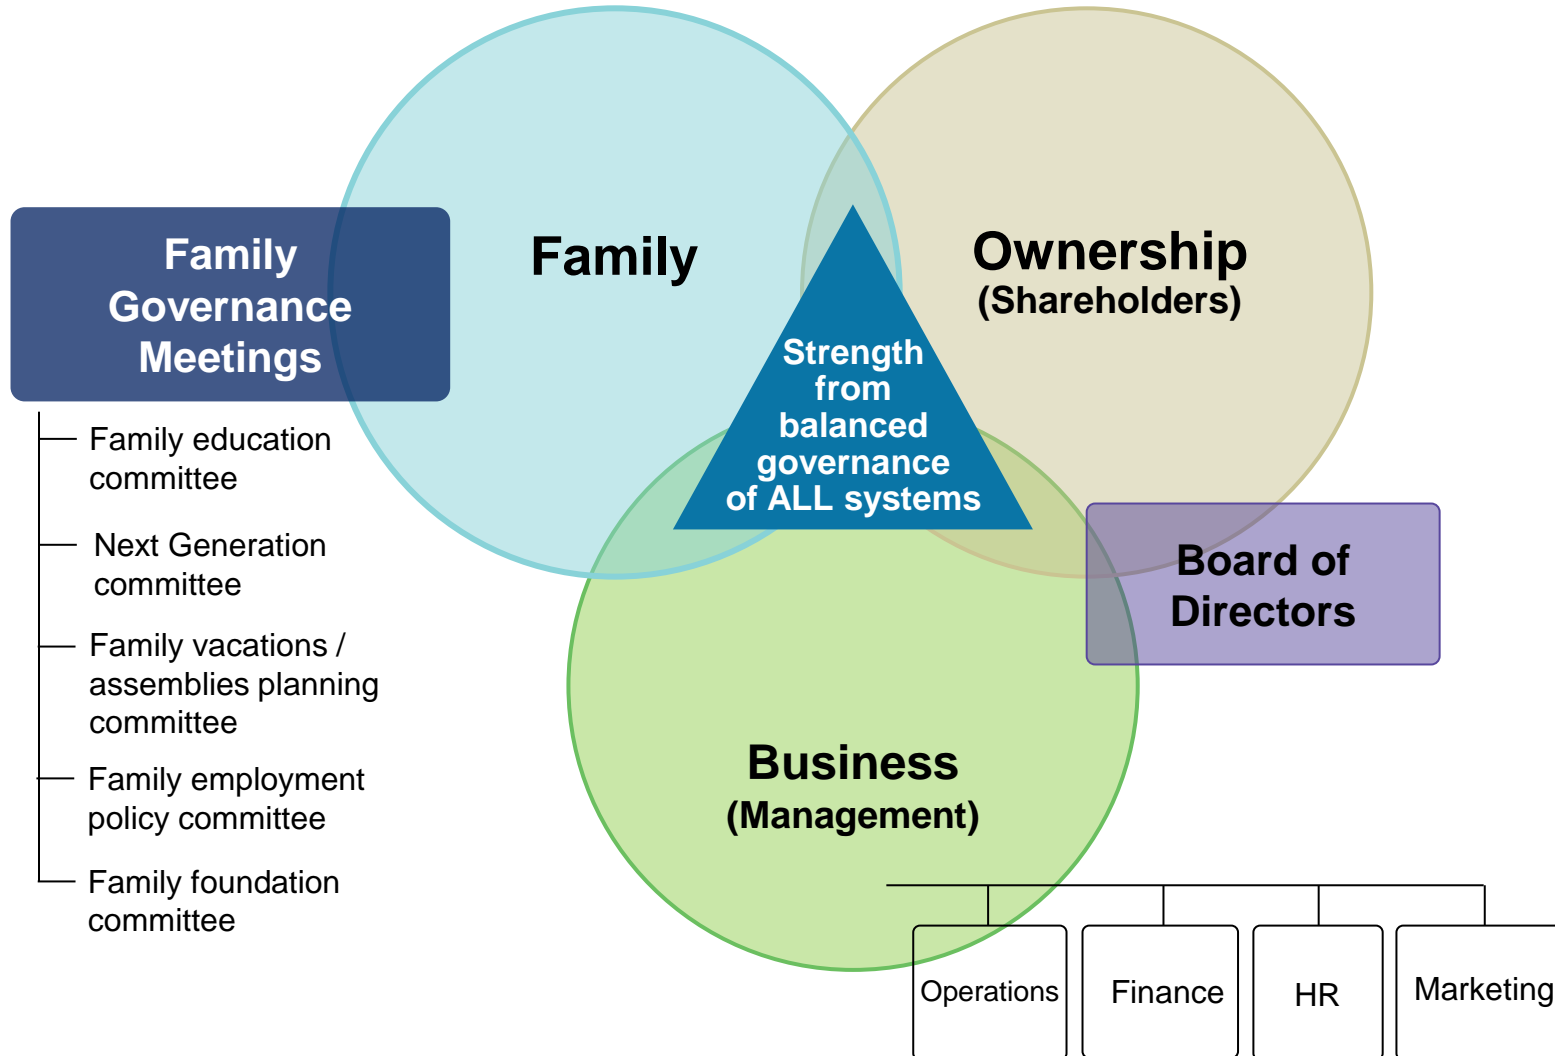 Family
Governance
Meetings
Family education
committee
Next Generation
committee
Family vacations /
assemblies planning
committee
Family employment
policy committee
Family foundation
committee
Family
Ownership
(Shareholders)
Strength
from
balanced
governance
of ALL systems
Board of
Directors
Business
(Management)
Operations
Finance
HR
Marketing